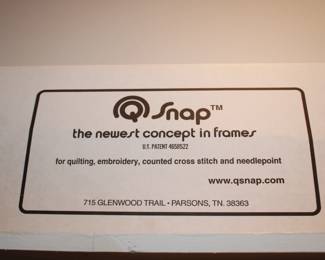 Q Snap™
the newest concept in frames
U.S. PATENT 4658522
for quilting, embroidery, counted cross stitch and needlepoint
www.qsnap.com
715 GLENWOOD TRAIL • PARSONS, TN. 38363